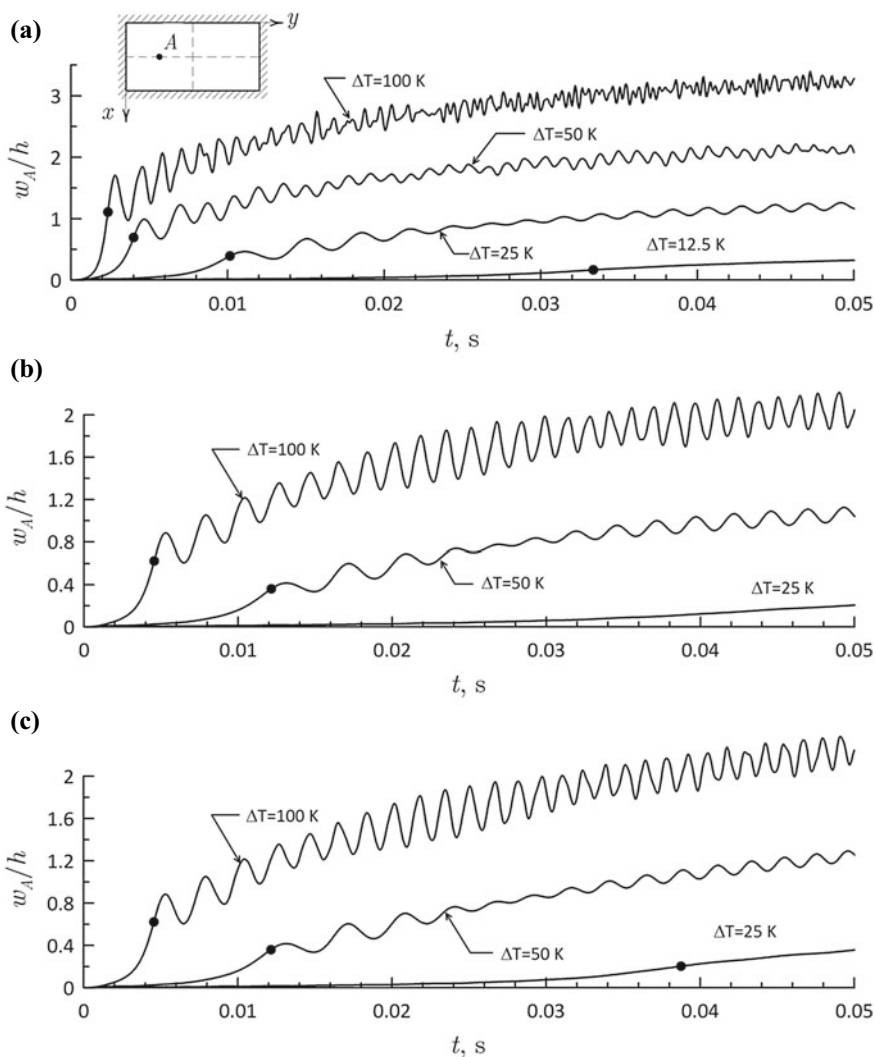 (a)
y
A
x
ΔT=100 K
ΔT=50 K
ΔT=25 K
ΔT=12.5 K
3
2
1
0
w_A/h
0 0.01 0.02 0.03 0.04 0.05
t, s
(b)
2
1.6
1.2
0.8
0.4
0
w_A/h
ΔT=100 K
ΔT=50 K
ΔT=25 K
0 0.01 0.02 0.03 0.04 0.05
t, s
(c)
2
1.6
1.2
0.8
0.4
0
w_A/h
ΔT=100 K
ΔT=50 K
ΔT=25 K
0 0.01 0.02 0.03 0.04 0.05
t, s